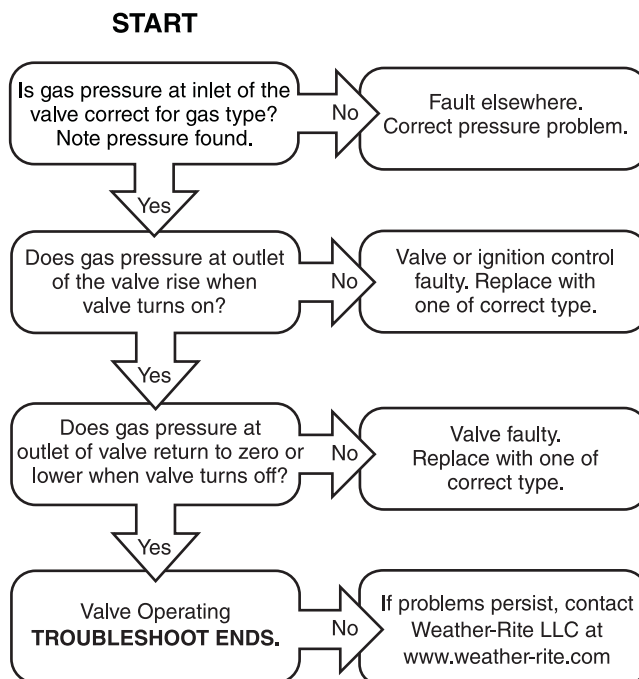 START
Is gas pressure at inlet of the
valve correct for gas type?
Note pressure found.
No
Fault elsewhere.
Correct pressure problem.
Yes
Does gas pressure at outlet
of the valve rise when
valve turns on?
No
Valve or ignition control
faulty. Replace with
one of correct type.
Yes
Does gas pressure at
outlet of valve return to zero or
lower when valve turns off?
No
Valve faulty.
Replace with one of
correct type.
Yes
Valve Operating
TROUBLESHOOT ENDS.
No
If problems persist, contact
Weather-Rite LLC at
www.weather-rite.com